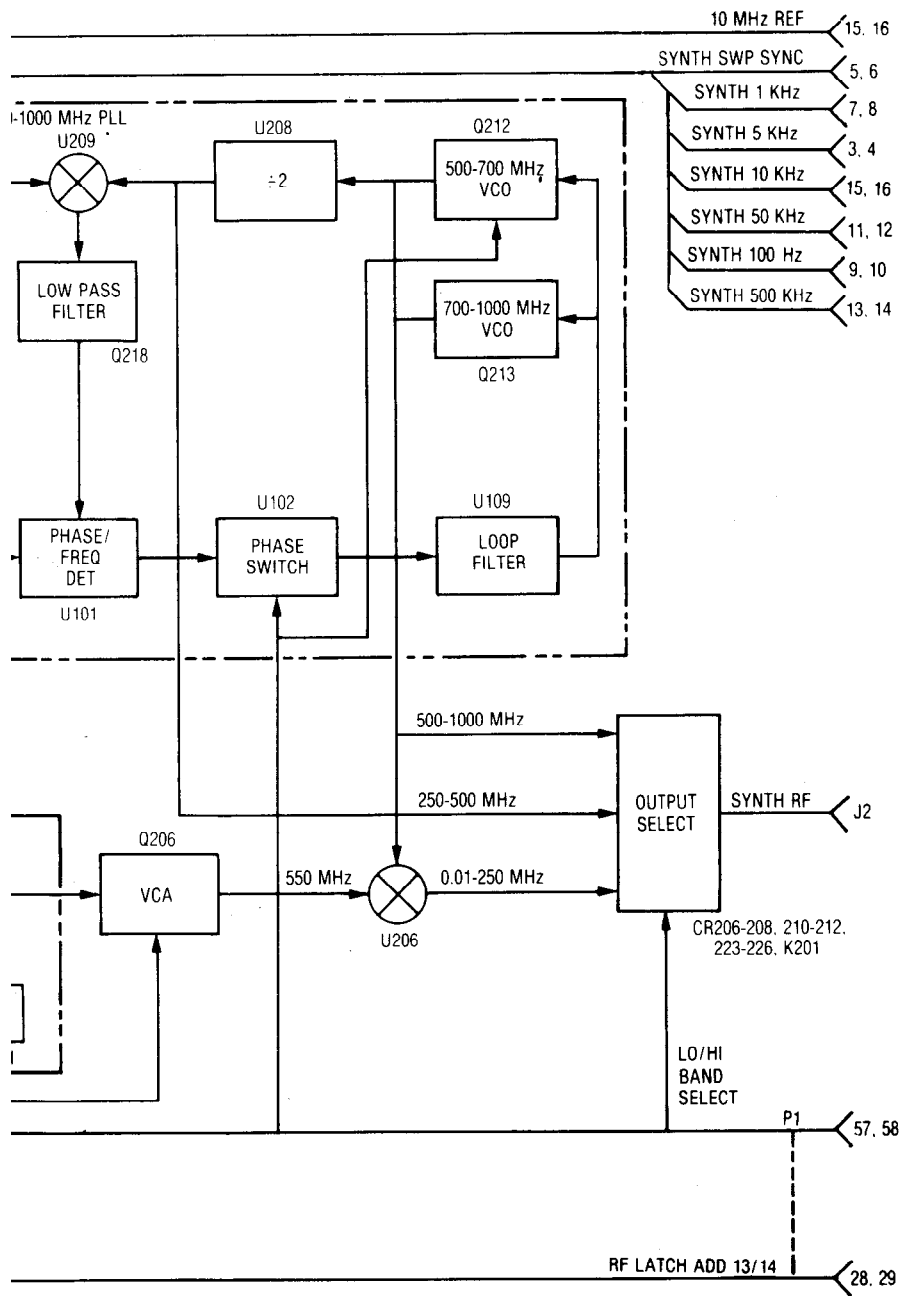 10 MHz REF
15, 16
SYNTH SWP SYNC
5, 6
SYNTH 1 KHz
7, 8
SYNTH 5 KHz
3, 4
SYNTH 10 KHz
15, 16
SYNTH 50 KHz
11, 12
SYNTH 100 Hz
9, 10
SYNTH 500 KHz
13, 14
-1000 MHz PLL
U209
U208
÷2
Q212
500-700 MHz
VCO
LOW PASS
FILTER
Q218
700-1000 MHz
VCO
Q213
PHASE/
FREQ
DET
U101
U102
PHASE
SWITCH
U109
LOOP
FILTER
500-1000 MHz
250-500 MHz
OUTPUT
SELECT
SYNTH RF
J2
Q206
VCA
550 MHz
U206
0.01-250 MHz
CR206-208, 210-212,
223-226, K201
LO/HI
BAND
SELECT
P1
57, 58
RF LATCH ADD 13/14
28, 29